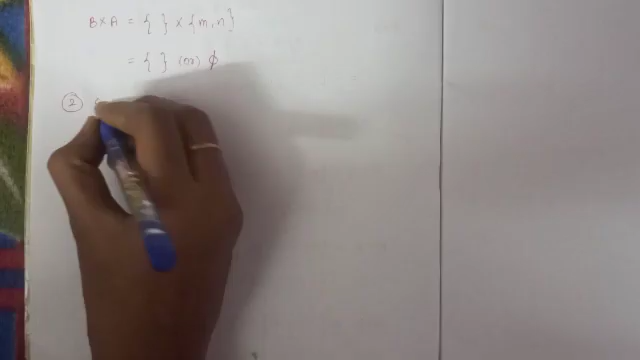 B×A = { } × {m, n}
= { } (or) ϕ
②